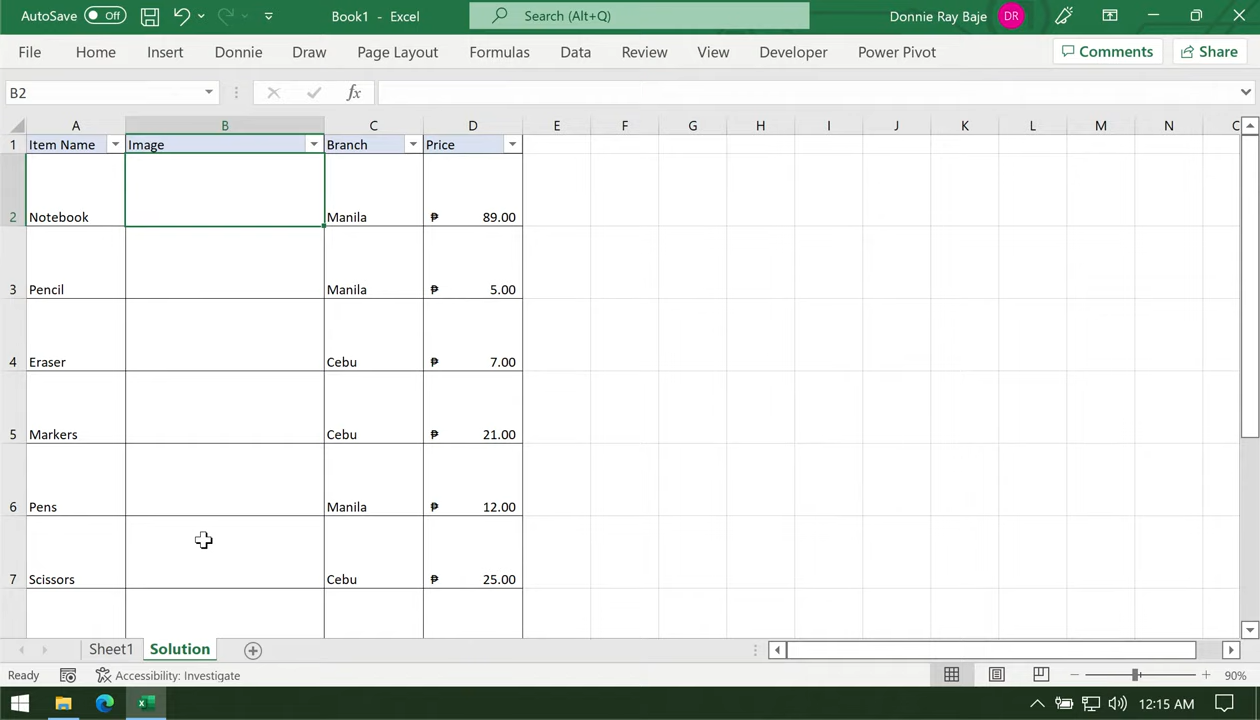 AutoSave Off Book1 - Excel Search (Alt+Q) Donnie Ray Baje DR
File Home Insert Donnie Draw Page Layout Formulas Data Review View Developer Power Pivot Comments Share
B2 fx
A B C D E F G H I J K L M N
1 Item Name Image Branch Price
2 Notebook Manila ₱ 89.00
3 Pencil Manila ₱ 5.00
4 Eraser Cebu ₱ 7.00
5 Markers Cebu ₱ 21.00
6 Pens Manila ₱ 12.00
7 Scissors Cebu ₱ 25.00
Sheet1 Solution
Ready Accessibility: Investigate 90%
12:15 AM